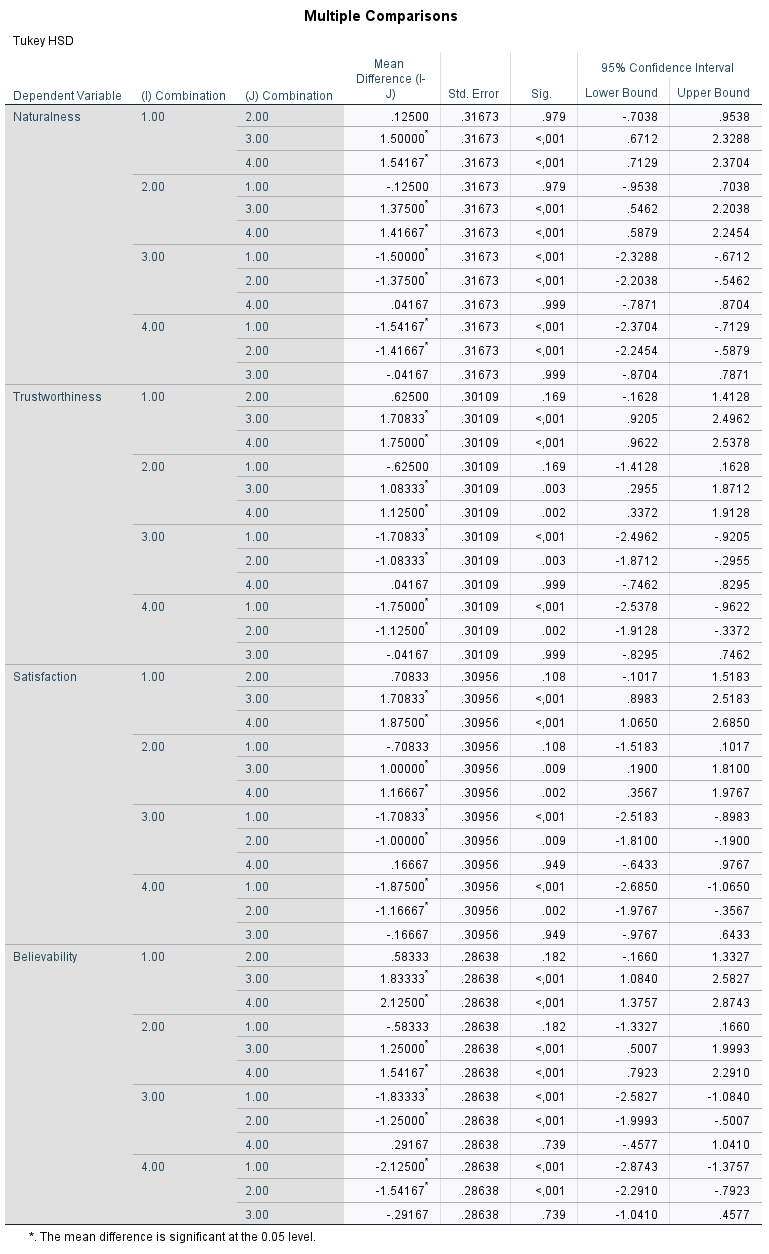 Multiple Comparisons
Tukey HSD
Dependent Variable (I) Combination (J) Combination Mean Difference (I-J) Std. Error Sig. 95% Confidence Interval
Lower Bound Upper Bound
Naturalness 1.00 2.00 .12500 .31673 .979 -.7038 .9538
3.00 1.50000* .31673 <,001 .6712 2.3288
4.00 1.54167* .31673 <,001 .7129 2.3704
2.00 1.00 -.12500 .31673 .979 -.9538 .7038
3.00 1.37500* .31673 <,001 .5462 2.2038
4.00 1.41667* .31673 <,001 .5879 2.2454
3.00 1.00 -1.50000* .31673 <,001 -2.3288 -.6712
2.00 -1.37500* .31673 <,001 -2.2038 -.5462
4.00 .04167 .31673 .999 -.7871 .8704
4.00 1.00 -1.54167* .31673 <,001 -2.3704 -.7129
2.00 -1.41667* .31673 <,001 -2.2454 -.5879
3.00 -.04167 .31673 .999 -.8704 .7871
Trustworthiness 1.00 2.00 .62500 .30109 .169 -.1628 1.4128
3.00 1.70833* .30109 <,001 .9205 2.4962
4.00 1.75000* .30109 <,001 .9622 2.5378
2.00 1.00 -.62500 .30109 .169 -1.4128 .1628
3.00 1.08333* .30109 .003 .2955 1.8712
4.00 1.12500* .30109 .002 .3372 1.9128
3.00 1.00 -1.70833* .30109 <,001 -2.4962 -.9205
2.00 -1.08333* .30109 .003 -1.8712 -.2955
4.00 .04167 .30109 .999 -.7462 .8295
4.00 1.00 -1.75000* .30109 <,001 -2.5378 -.9622
2.00 -1.12500* .30109 .002 -1.9128 -.3372
3.00 -.04167 .30109 .999 -.8295 .7462
Satisfaction 1.00 2.00 .70833 .30956 .108 -.1017 1.5183
3.00 1.70833* .30956 <,001 .8983 2.5183
4.00 1.87500* .30956 <,001 1.0650 2.6850
2.00 1.00 -.70833 .30956 .108 -1.5183 .1017
3.00 1.00000* .30956 .009 .1900 1.8100
4.00 1.16667* .30956 .002 .3567 1.9767
3.00 1.00 -1.70833* .30956 <,001 -2.5183 -.8983
2.00 -1.00000* .30956 .009 -1.8100 -.1900
4.00 .16667 .30956 .949 -.6433 .9767
4.00 1.00 -1.87500* .30956 <,001 -2.6850 -1.0650
2.00 -1.16667* .30956 .002 -1.9767 -.3567
3.00 -.16667 .30956 .949 -.9767 .6433
Believability 1.00 2.00 .58333 .28638 .182 -.1660 1.3327
3.00 1.83333* .28638 <,001 1.0840 2.5827
4.00 2.12500* .28638 <,001 1.3757 2.8743
2.00 1.00 -.58333 .28638 .182 -1.3327 .1660
3.00 1.25000* .28638 <,001 .5007 1.9993
4.00 1.54167* .28638 <,001 .7923 2.2910
3.00 1.00 -1.83333* .28638 <,001 -2.5827 -1.0840
2.00 -1.25000* .28638 <,001 -1.9993 -.5007
4.00 .29167 .28638 .739 -.4577 1.0410
4.00 1.00 -2.12500* .28638 <,001 -2.8743 -1.3757
2.00 -1.54167* .28638 <,001 -2.2910 -.7923
3.00 -.29167 .28638 .739 -1.0410 .4577
*. The mean difference is significant at the 0.05 level.